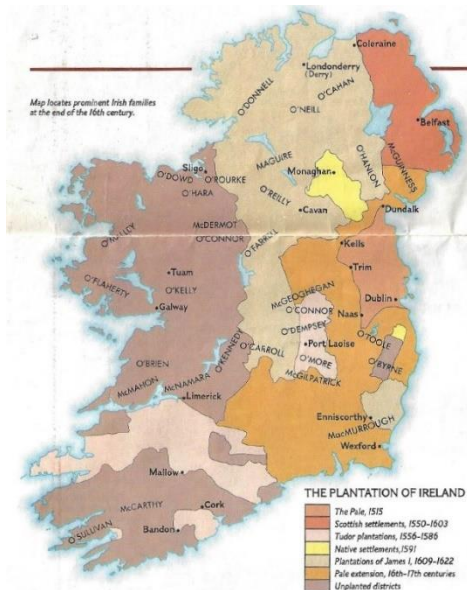 Coleraine
Londonderry
(Derry)
O'CAHAN
O'DONNELL
O'NEILL
Map locates prominent Irish families
at the end of the 16th century.
Belfast
McGUINNESS
O'HANLON
MAGUIRE
Monaghan
Sligo
O'DOWD
O'ROURKE
O'HARA
O'REILLY
Cavan
Dundalk
McDERMOT
O'CONNOR
O'FARRELL
Kells
Trim
Tuam
O'KELLY
O'FLAHERTY
Galway
McGEOGHEGAN
O'CONNOR
Dublin
Naas
O'DEMPSEY
O'TOOLE
Port Laoise
O'CARROLL
O'KENNEDY
O'MORE
O'BYRNE
O'BRIEN
McGILPATRICK
McMAHON
McNAMARA
Limerick
Enniscorthy
MacMURROUGH
Wexford
Mallow
McCARTHY
Cork
O'SULLIVAN
Bandon
THE PLANTATION OF IRELAND
The Pale, 1515
Scottish settlements, 1550-1603
Tudor plantations, 1556-1586
Native settlements, 1591
Plantations of James I, 1609-1622
Pale extension, 16th-17th centuries
Unplanted districts